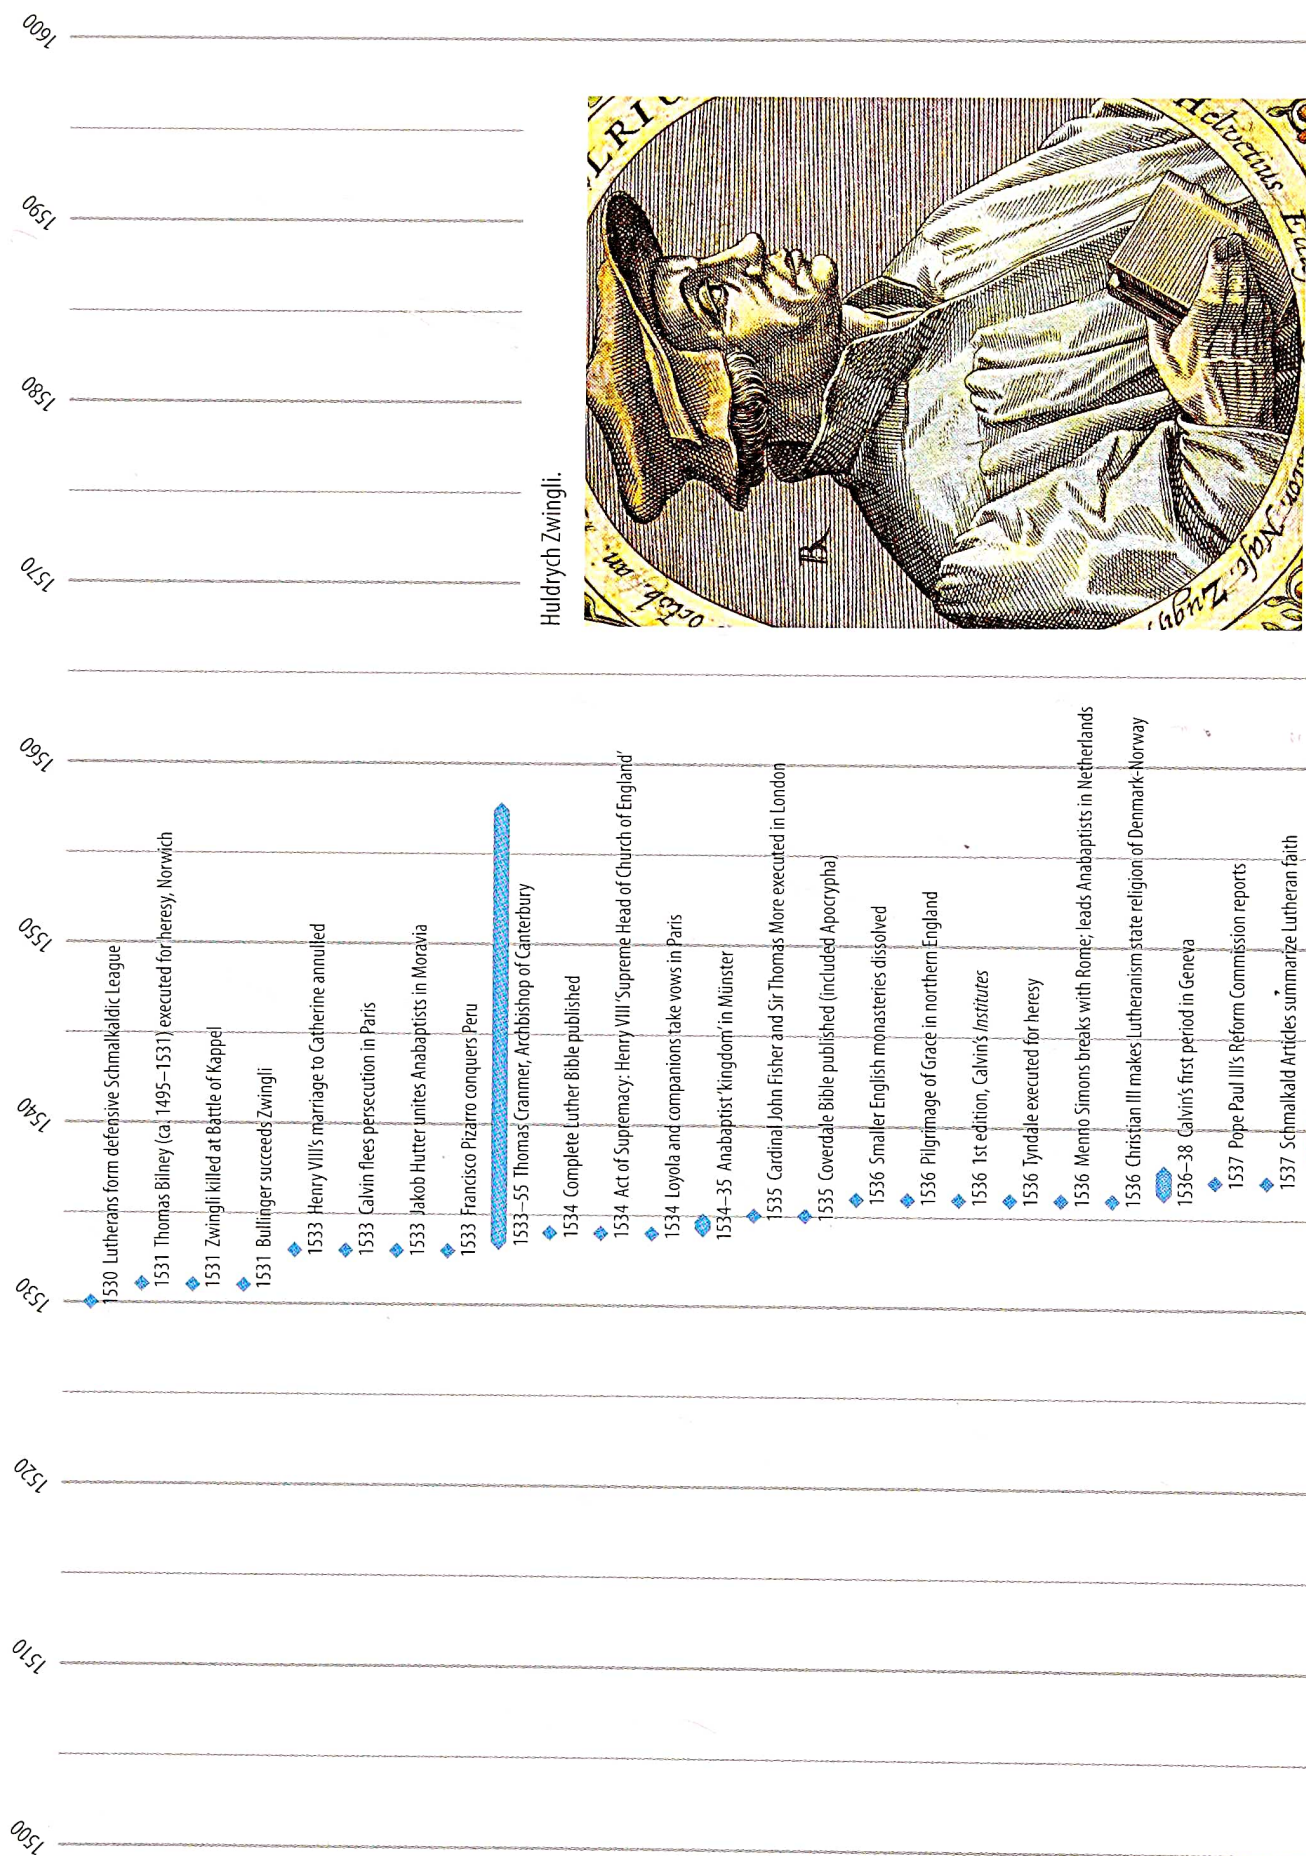 1500
1510
1520
1530
1540
1550
1560
1570
1580
1590
1600
1530 Lutherans form defensive Schmalkaldic League
1531 Thomas Bilney (ca. 1495–1531) executed for heresy, Norwich
1531 Zwingli killed at Battle of Kappel
1531 Bullinger succeeds Zwingli
1533 Henry VIII's marriage to Catherine annulled
1533 Calvin flees persecution in Paris
1533 Jakob Hutter unites Anabaptists in Moravia
1533 Francisco Pizarro conquers Peru
1533–55 Thomas Cranmer, Archbishop of Canterbury
1534 Complete Luther Bible published
1534 Act of Supremacy: Henry VIII 'Supreme Head of Church of England'
1534 Loyola and companions take vows in Paris
1534–35 Anabaptist 'kingdom' in Münster
1535 Cardinal John Fisher and Sir Thomas More executed in London
1535 Coverdale Bible published (included Apocrypha)
1536 Smaller English monasteries dissolved
1536 Pilgrimage of Grace in northern England
1536 1st edition, Calvin's Institutes
1536 Tyndale executed for heresy
1536 Menno Simons breaks with Rome; leads Anabaptists in Netherlands
1536 Christian III makes Lutheranism state religion of Denmark-Norway
1536–38 Calvin's first period in Geneva
1537 Pope Paul III's Reform Commission reports
1537 Schmalkald Articles summarize Lutheran faith
Huldrych Zwingli.
octob. an.
Helvetius